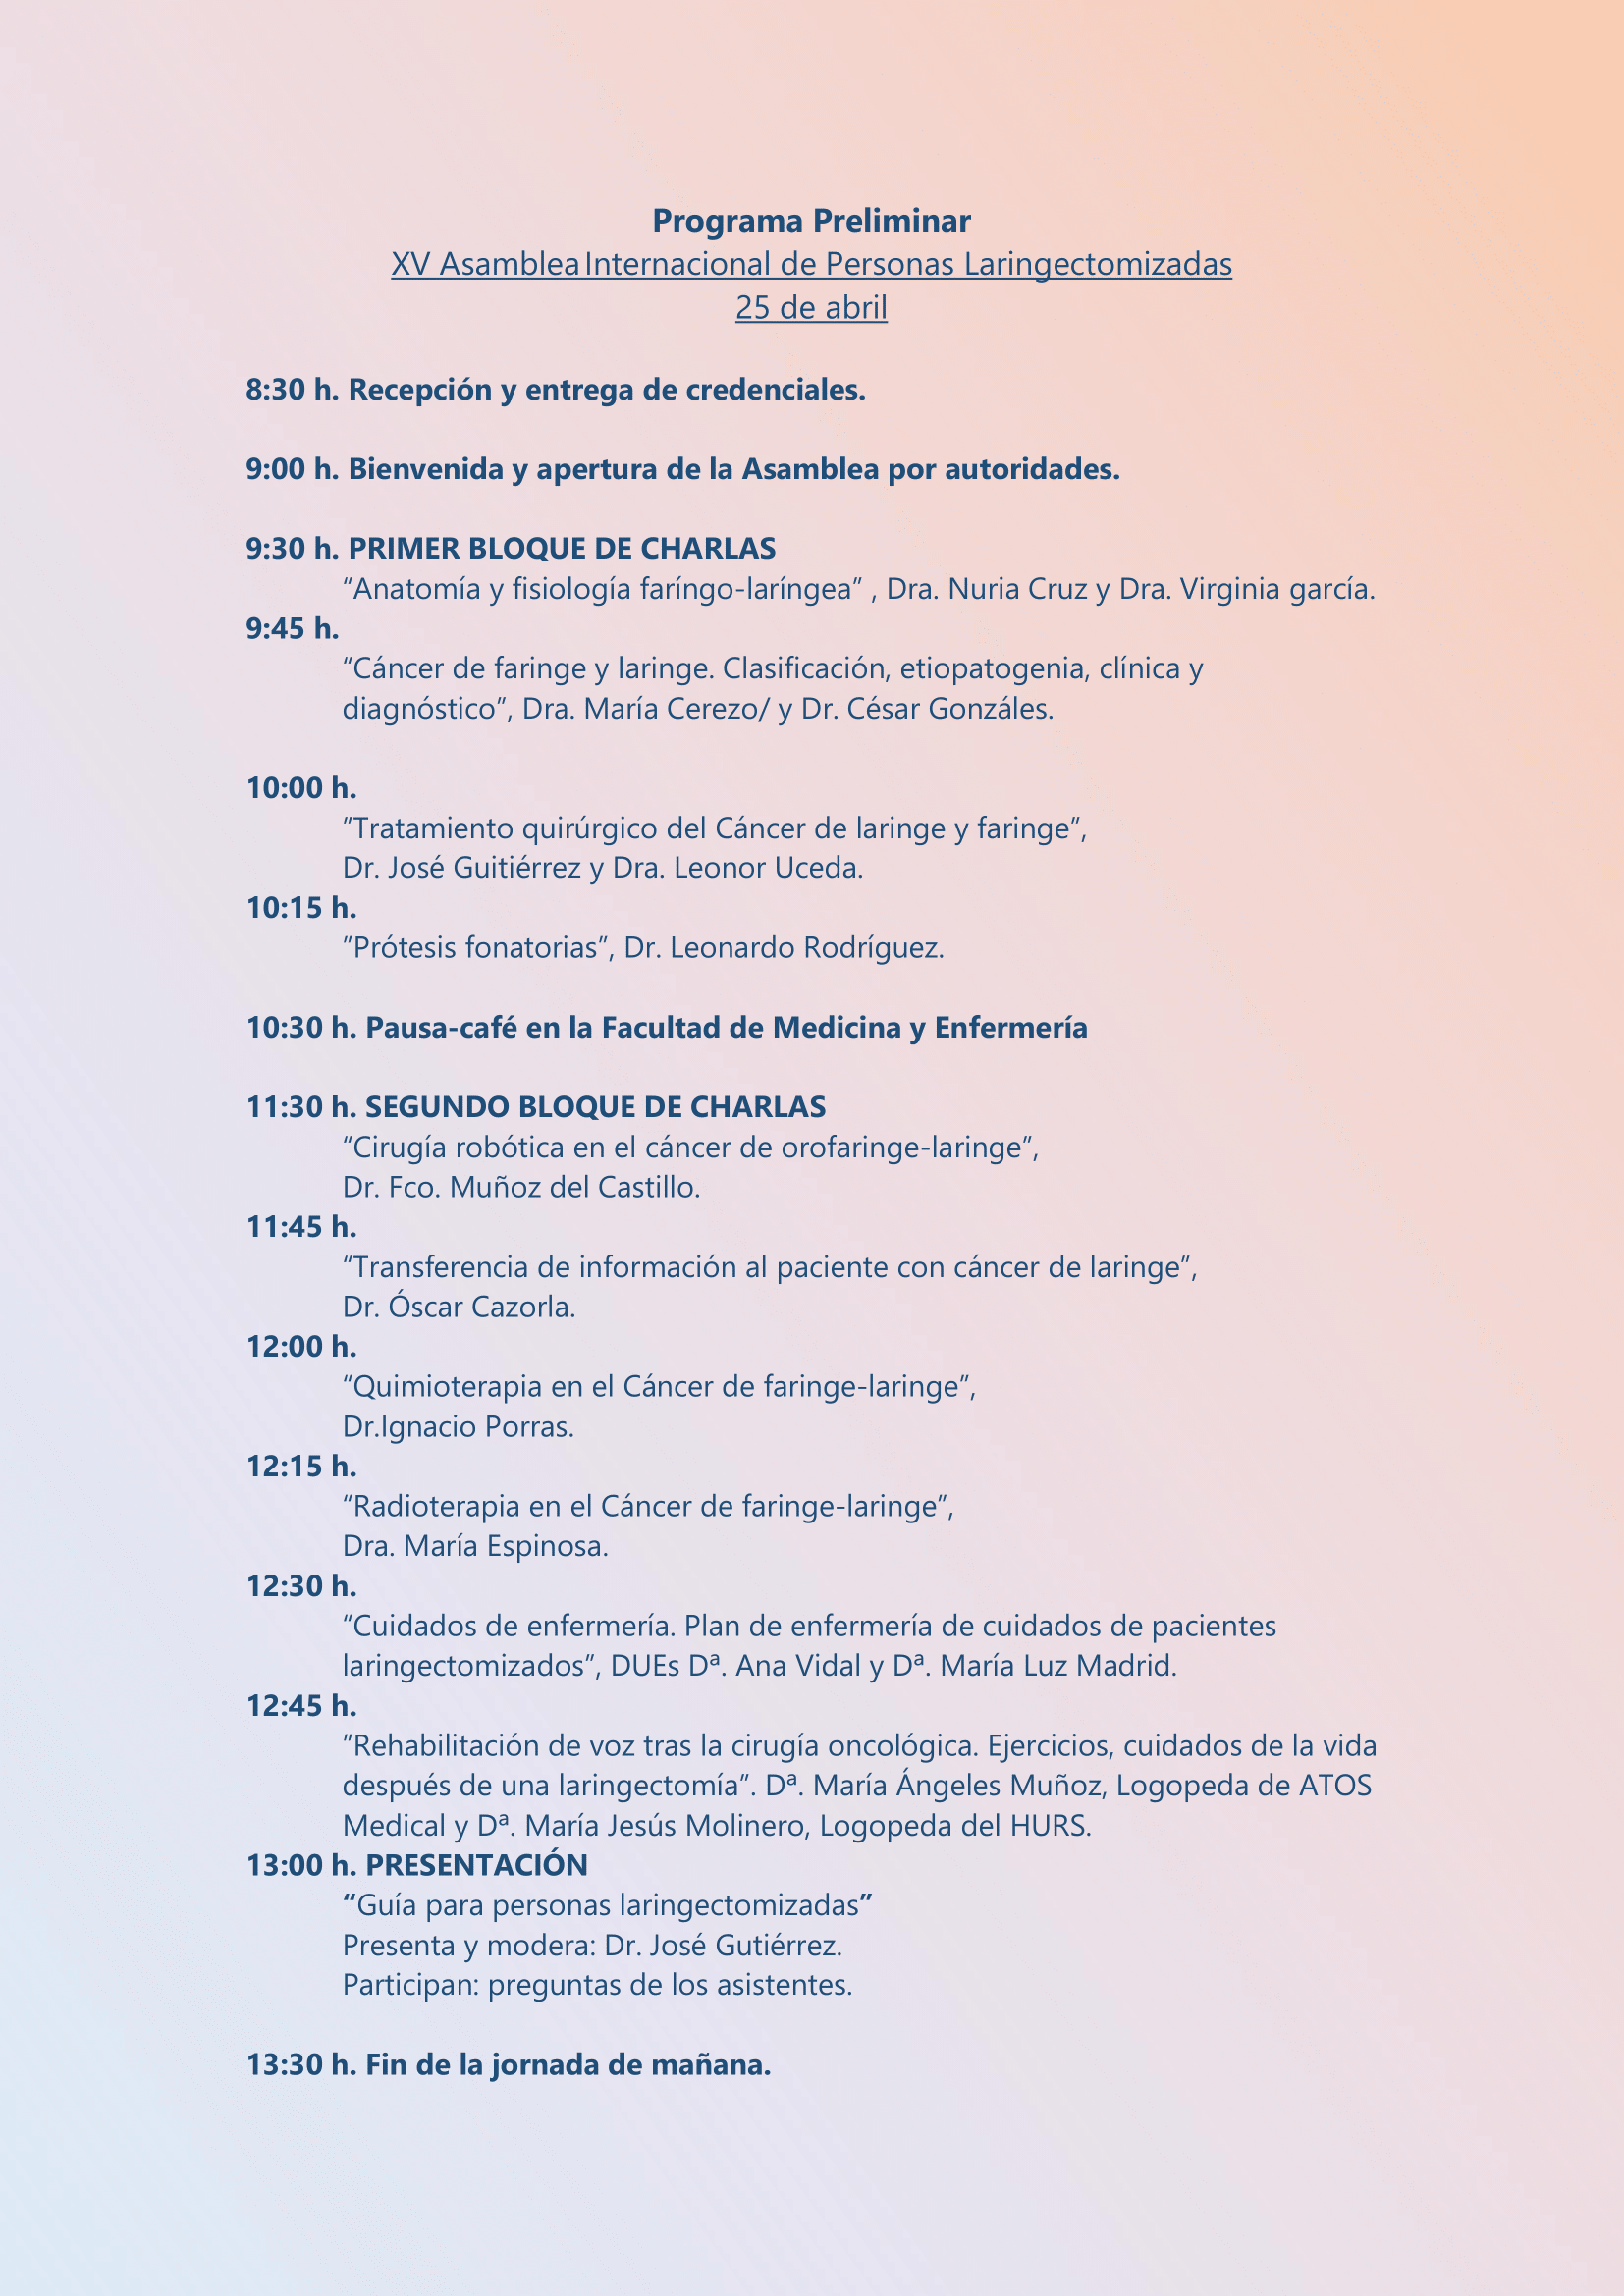 Programa Preliminar
XV Asamblea Internacional de Personas Laringectomizadas
25 de abril
8:30 h. Recepción y entrega de credenciales.
9:00 h. Bienvenida y apertura de la Asamblea por autoridades.
9:30 h. PRIMER BLOQUE DE CHARLAS
“Anatomía y fisiología faríngo-laríngea” , Dra. Nuria Cruz y Dra. Virginia garcía.
9:45 h.
“Cáncer de faringe y laringe. Clasificación, etiopatogenia, clínica y
diagnóstico”, Dra. María Cerezo/ y Dr. César Gonzáles.
10:00 h.
”Tratamiento quirúrgico del Cáncer de laringe y faringe”,
Dr. José Guitiérrez y Dra. Leonor Uceda.
10:15 h.
”Prótesis fonatorias”, Dr. Leonardo Rodríguez.
10:30 h. Pausa-café en la Facultad de Medicina y Enfermería
11:30 h. SEGUNDO BLOQUE DE CHARLAS
“Cirugía robótica en el cáncer de orofaringe-laringe”,
Dr. Fco. Muñoz del Castillo.
11:45 h.
“Transferencia de información al paciente con cáncer de laringe”,
Dr. Óscar Cazorla.
12:00 h.
“Quimioterapia en el Cáncer de faringe-laringe”,
Dr.Ignacio Porras.
12:15 h.
“Radioterapia en el Cáncer de faringe-laringe”,
Dra. María Espinosa.
12:30 h.
“Cuidados de enfermería. Plan de enfermería de cuidados de pacientes
laringectomizados”, DUEs Dª. Ana Vidal y Dª. María Luz Madrid.
12:45 h.
”Rehabilitación de voz tras la cirugía oncológica. Ejercicios, cuidados de la vida
después de una laringectomía”. Dª. María Ángeles Muñoz, Logopeda de ATOS
Medical y Dª. María Jesús Molinero, Logopeda del HURS.
13:00 h. PRESENTACIÓN
“Guía para personas laringectomizadas”
Presenta y modera: Dr. José Gutiérrez.
Participan: preguntas de los asistentes.
13:30 h. Fin de la jornada de mañana.